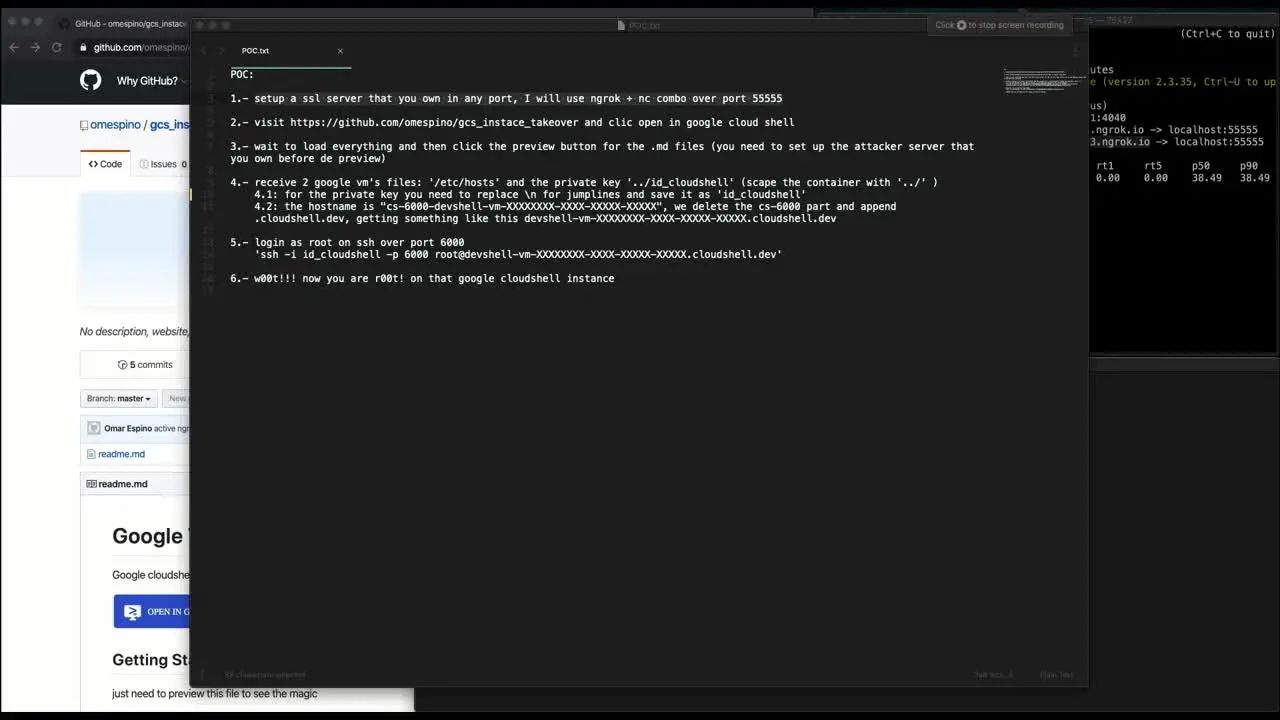 GitHub - omespino/gcs_instac
POC.txt
Click to stop screen recording
(Ctrl+C to quit)
github.com/omespino/
POC.txt
Why GitHub?
POC:
1.- setup a ssl server that you own in any port, I will use ngrok + nc combo over port 55555
2.- visit https://github.com/omespino/gcs_instace_takeover and clic open in google cloud shell
3.- wait to load everything and then click the preview button for the .md files (you need to set up the attacker server that
you own before de preview)
4.- receive 2 google vm's files: '/etc/hosts' and the private key '../id_cloudshell' (scape the container with '../' )
4.1: for the private key you need to replace \n for jumplines and save it as 'id_cloudshell'
4.2: the hostname is "cs-6000-devshell-vm-XXXXXXXX-XXXX-XXXXX-XXXXX", we delete the cs-6000 part and append
.cloudshell.dev, getting something like this devshell-vm-XXXXXXXX-XXXX-XXXXX-XXXXX.cloudshell.dev
5.- login as root on ssh over port 6000
'ssh -i id_cloudshell -p 6000 root@devshell-vm-XXXXXXXX-XXXX-XXXXX-XXXXX.cloudshell.dev'
6.- w00t!!! now you are r00t! on that google cloudshell instance
utes
e (version 2.3.35, Ctrl-U to up
us)
1:4040
.ngrok.io -> localhost:55555
3.ngrok.io -> localhost:55555
rt1 rt5 p50 p90
0.00 0.00 38.49 38.49
omespino / gcs_ins
Code
Issues 0
No description, website,
5 commits
Branch: master
New
Omar Espino active ngr
readme.md
readme.md
Google
Google cloudshe
OPEN IN G
Getting St
just need to preview this file to see the magic
Plain Text